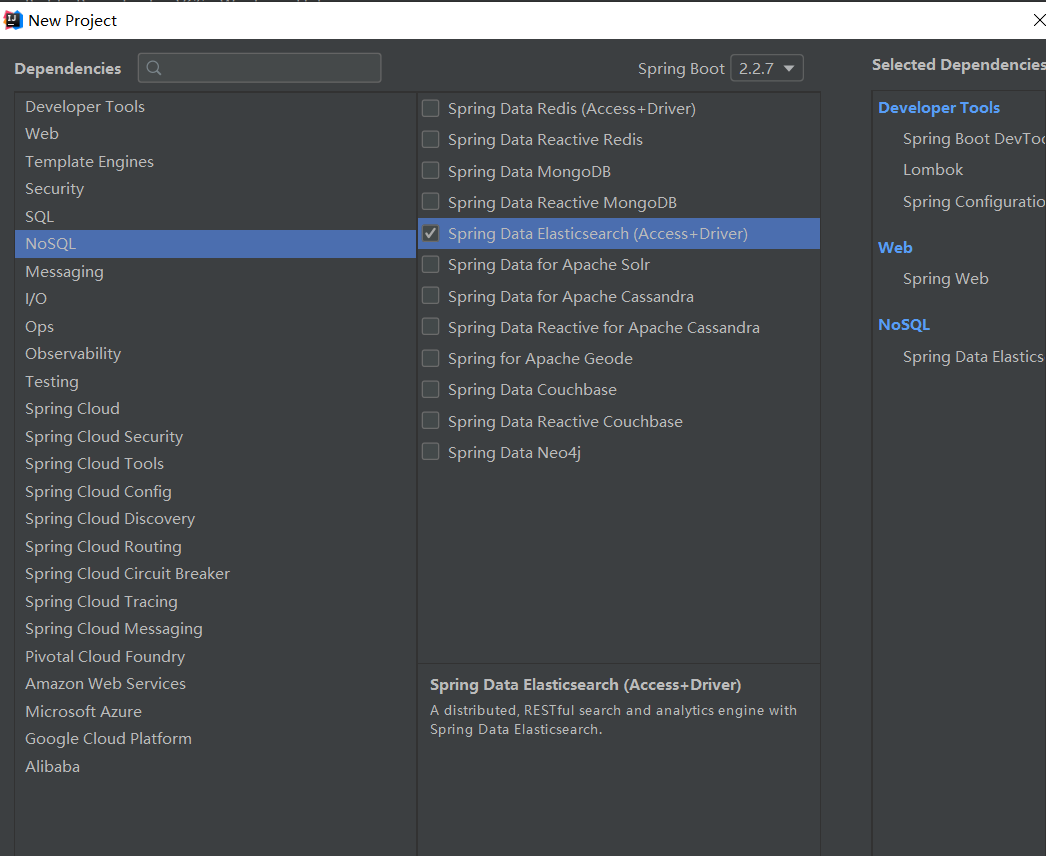 New Project
Dependencies
Spring Boot 2.2.7
Selected Dependencies
Developer Tools
Web
Template Engines
Security
SQL
NoSQL
Messaging
I/O
Ops
Observability
Testing
Spring Cloud
Spring Cloud Security
Spring Cloud Tools
Spring Cloud Config
Spring Cloud Discovery
Spring Cloud Routing
Spring Cloud Circuit Breaker
Spring Cloud Tracing
Spring Cloud Messaging
Pivotal Cloud Foundry
Amazon Web Services
Microsoft Azure
Google Cloud Platform
Alibaba
Spring Data Redis (Access+Driver)
Spring Data Reactive Redis
Spring Data MongoDB
Spring Data Reactive MongoDB
Spring Data Elasticsearch (Access+Driver)
Spring Data for Apache Solr
Spring Data for Apache Cassandra
Spring Data Reactive for Apache Cassandra
Spring for Apache Geode
Spring Data Couchbase
Spring Data Reactive Couchbase
Spring Data Neo4j
Spring Data Elasticsearch (Access+Driver)
A distributed, RESTful search and analytics engine with
Spring Data Elasticsearch.
Developer Tools
Spring Boot DevToo
Lombok
Spring Configuratio
Web
Spring Web
NoSQL
Spring Data Elastics